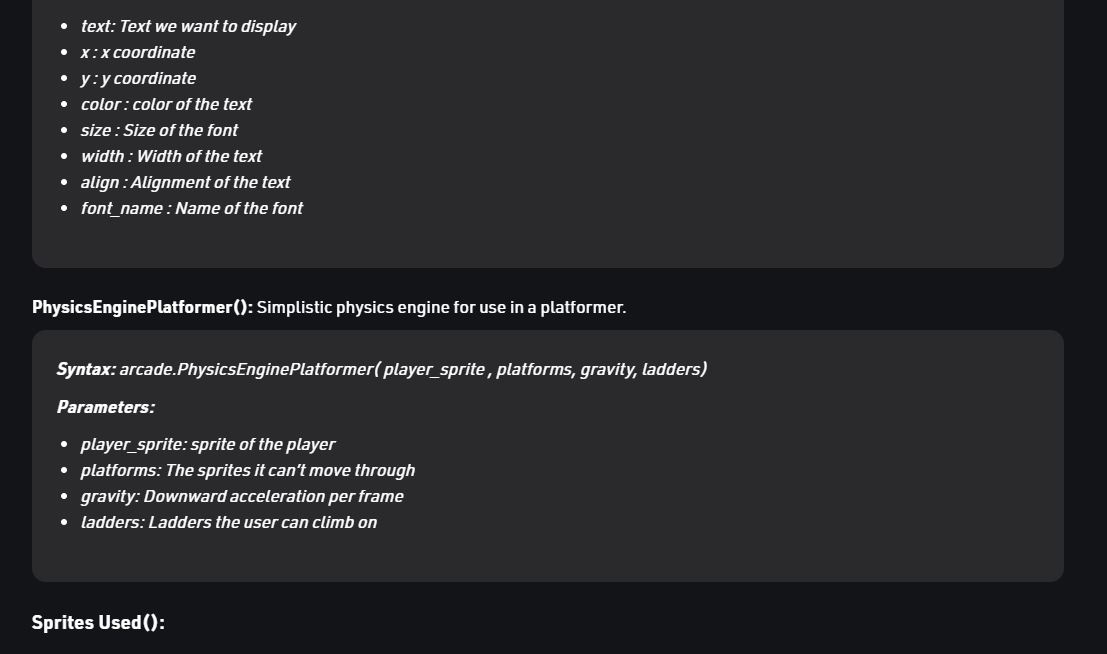 text: Text we want to display
x : x coordinate
y : y coordinate
color : color of the text
size : Size of the font
width : Width of the text
align : Alignment of the text
font_name : Name of the font
PhysicsEnginePlatformer(): Simplistic physics engine for use in a platformer.
Syntax: arcade.PhysicsEnginePlatformer( player_sprite , platforms, gravity, ladders)
Parameters:
player_sprite: sprite of the player
platforms: The sprites it can’t move through
gravity: Downward acceleration per frame
ladders: Ladders the user can climb on
Sprites Used():